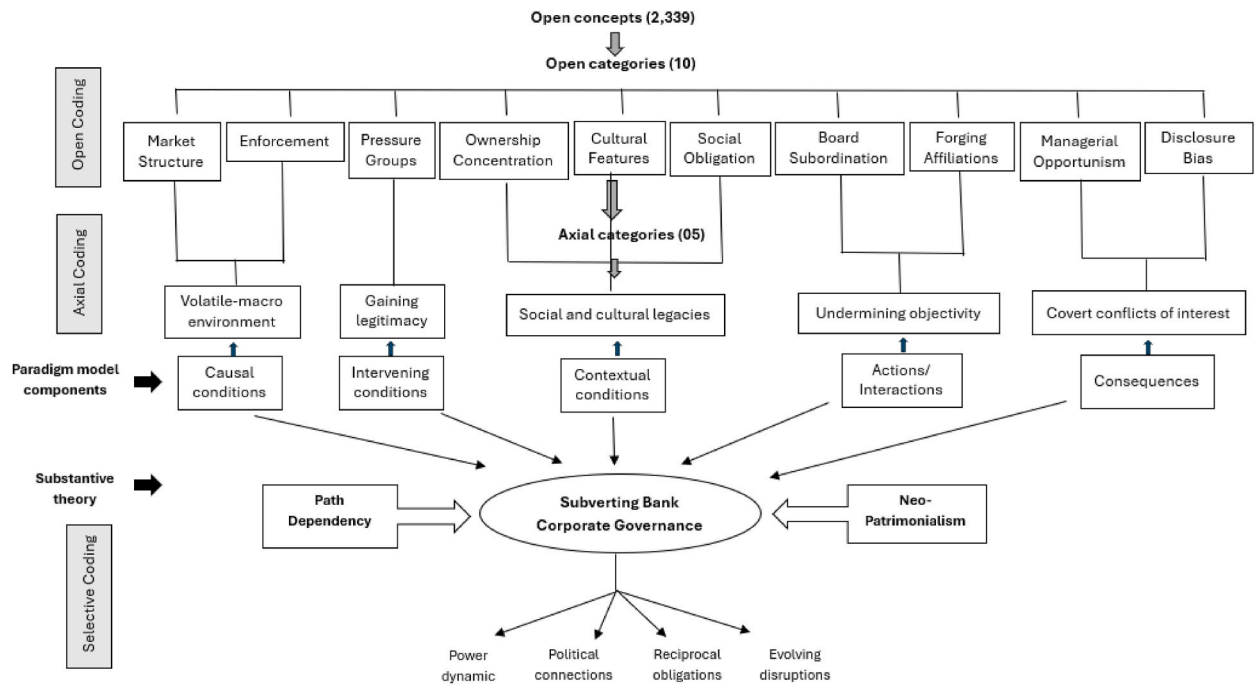 Open concepts (2,339)
Open categories (10)
Open Coding
Market
Structure
Enforcement
Pressure
Groups
Ownership
Concentration
Cultural
Features
Social
Obligation
Board
Subordination
Forging
Affiliations
Managerial
Opportunism
Disclosure
Bias
Axial Coding
Axial categories (05)
Volatile-macro
environment
Gaining
legitimacy
Social and cultural legacies
Undermining objectivity
Covert conflicts of interest
Paradigm model
components
Causal
conditions
Intervening
conditions
Contextual
conditions
Actions/
Interactions
Consequences
Substantive
theory
Path
Dependency
Subverting Bank
Corporate Governance
Neo-
Patrimonialism
Selective Coding
Power
dynamic
Political
connections
Reciprocal
obligations
Evolving
disruptions